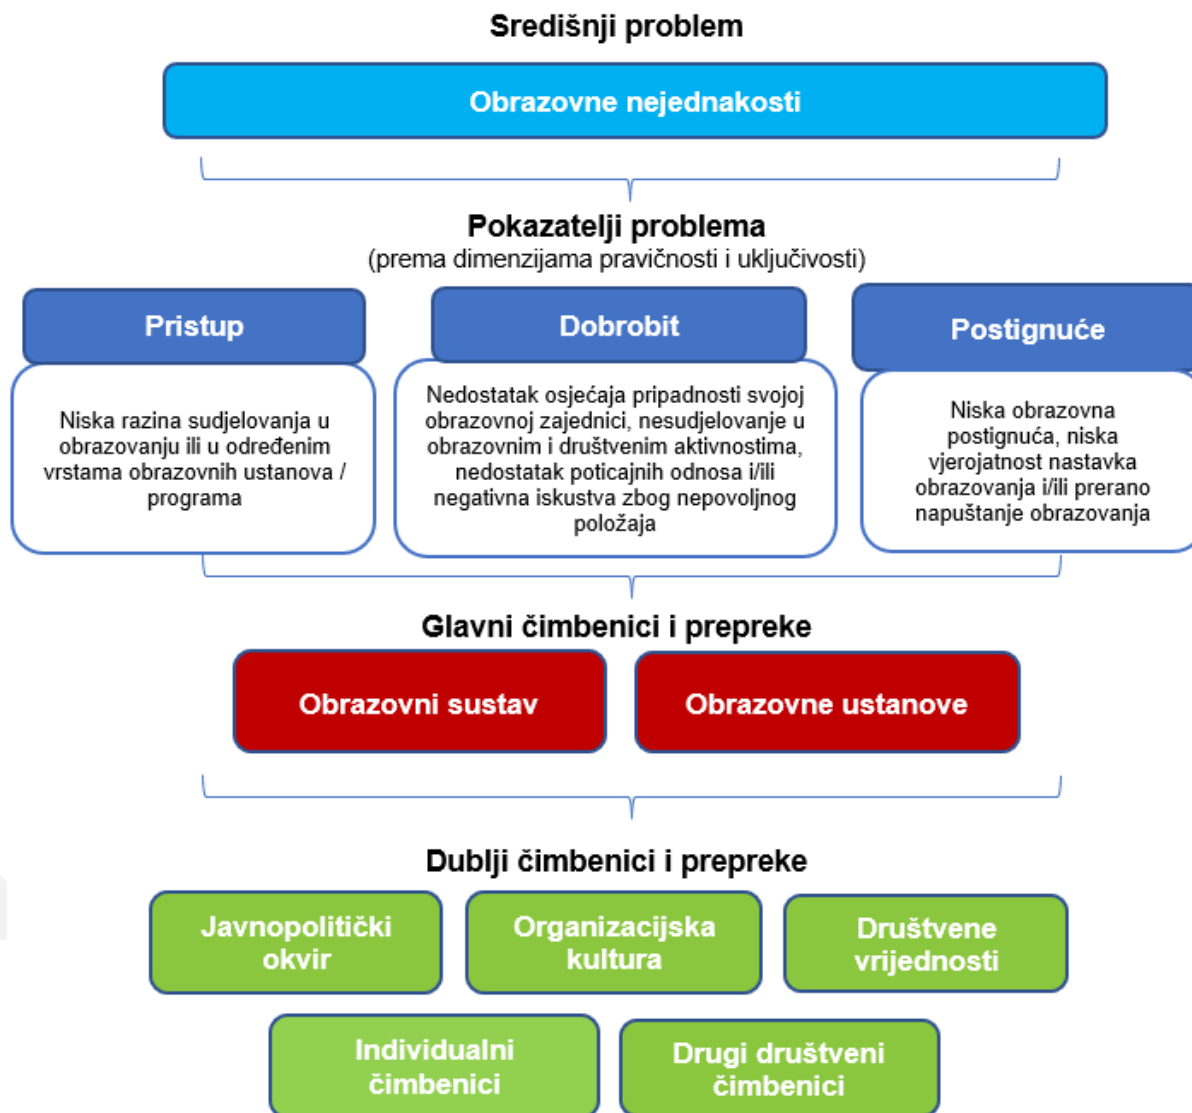 Središnji problem
Obrazovne nejednakosti
Pokazatelji problema
(prema dimenzijama pravičnosti i uključivosti)
Pristup
Niska razina sudjelovanja u
obrazovanju ili u određenim
vrstama obrazovnih ustanova /
programa
Dobrobit
Nedostatak osjećaja pripadnosti svojoj
obrazovnoj zajednici, nesudjelovanje u
obrazovnim i društvenim aktivnostima,
nedostatak poticajnih odnosa i/ili
negativna iskustva zbog nepovoljnog
položaja
Postignuće
Niska obrazovna
postignuća, niska
vjerojatnost nastavka
obrazovanja i/ili prerano
napuštanje obrazovanja
Glavni čimbenici i prepreke
Obrazovni sustav
Obrazovne ustanove
Dublji čimbenici i prepreke
Javnopolitički
okvir
Organizacijska
kultura
Društvene
vrijednosti
Individualni
čimbenici
Drugi društveni
čimbenici